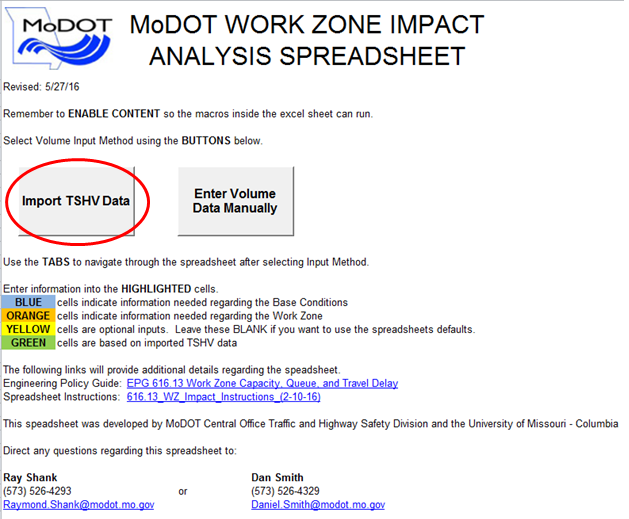 MoDOT
MoDOT WORK ZONE IMPACT
ANALYSIS SPREADSHEET
Revised: 5/27/16
Remember to ENABLE CONTENT so the macros inside the excel sheet can run.
Select Volume Input Method using the BUTTONS below.
Import TSHV Data
Enter Volume
Data Manually
Use the TABS to navigate through the spreadsheet after selecting Input Method.
Enter information into the HIGHLIGHTED cells.
BLUE cells indicate information needed regarding the Base Conditions
ORANGE cells indicate information needed regarding the Work Zone
YELLOW cells are optional inputs. Leave these BLANK if you want to use the spreadsheets defaults.
GREEN cells are based on imported TSHV data
The following links will provide additional details regarding the speadsheet.
Engineering Policy Guide: EPG 616.13 Work Zone Capacity, Queue, and Travel Delay
Spreadsheet Instructions: 616.13_WZ_Impact_Instructions_(2-10-16)
This speadsheet was developed by MoDOT Central Office Traffic and Highway Safety Division and the University of Missouri - Columbia
Direct any questions regarding this spreadsheet to:
Ray Shank Dan Smith
(573) 526-4293 or (573) 526-4329
Raymond.Shank@modot.mo.gov Daniel.Smith@modot.mo.gov